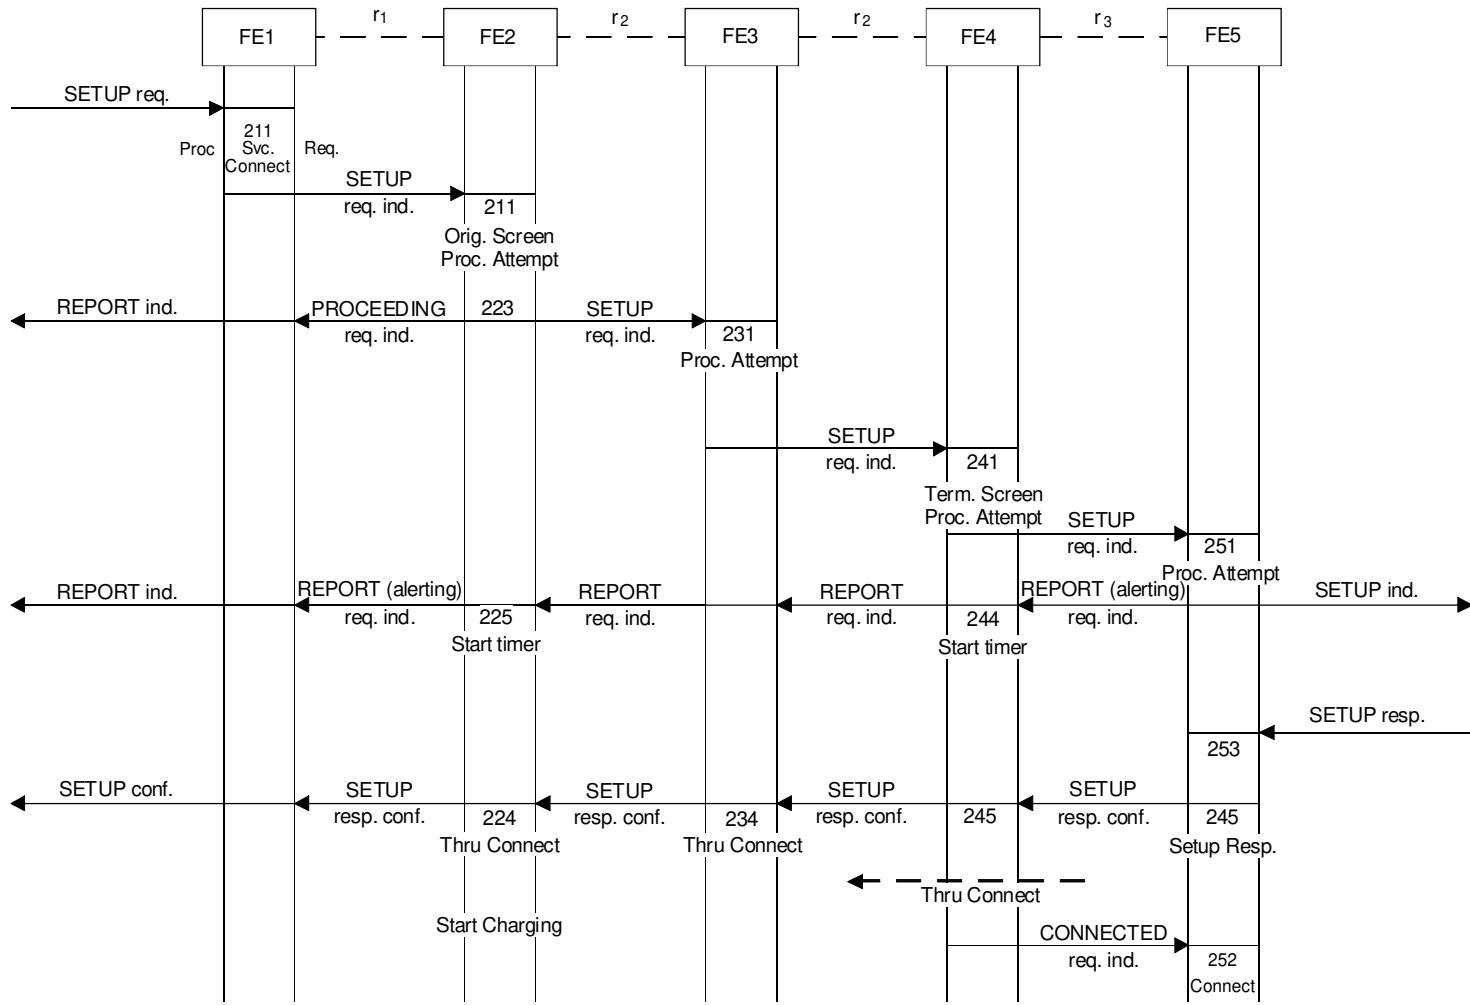 r1
r2
r2
r3
FE1
FE2
FE3
FE4
FE5
SETUP req.
211
Proc
Svc.
Req.
Connect
SETUP
req. ind.
211
Orig. Screen
Proc. Attempt
REPORT ind.
PROCEEDING
223
SETUP
req. ind.
req. ind.
231
Proc. Attempt
SETUP
req. ind.
241
Term. Screen
Proc. Attempt
SETUP
req. ind.
251
Proc. Attempt
REPORT ind.
REPORT (alerting)
REPORT
REPORT
REPORT (alerting)
SETUP ind.
req. ind.
225
req. ind.
req. ind.
244
req. ind.
Start timer
Start timer
SETUP resp.
253
SETUP conf.
SETUP
SETUP
SETUP
SETUP
resp. conf.
224
resp. conf.
234
resp. conf.
245
resp. conf.
245
Thru Connect
Thru Connect
Setup Resp.
Thru Connect
Start Charging
CONNECTED
req. ind.
252
Connect